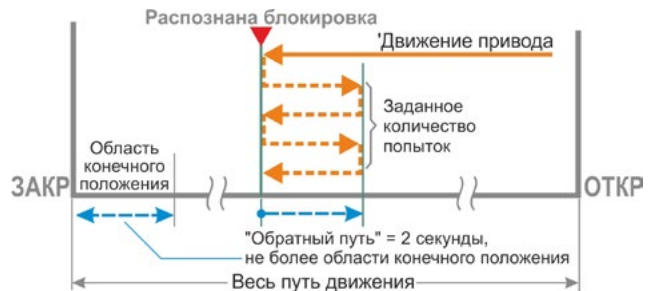 Распознана блокировка
'Движение привода
Заданное
количество
попыток
Область
конечного
положения
ЗАКР
ОТКР
"Обратный путь" = 2 секунды,
не более области конечного положения
Весь путь движения